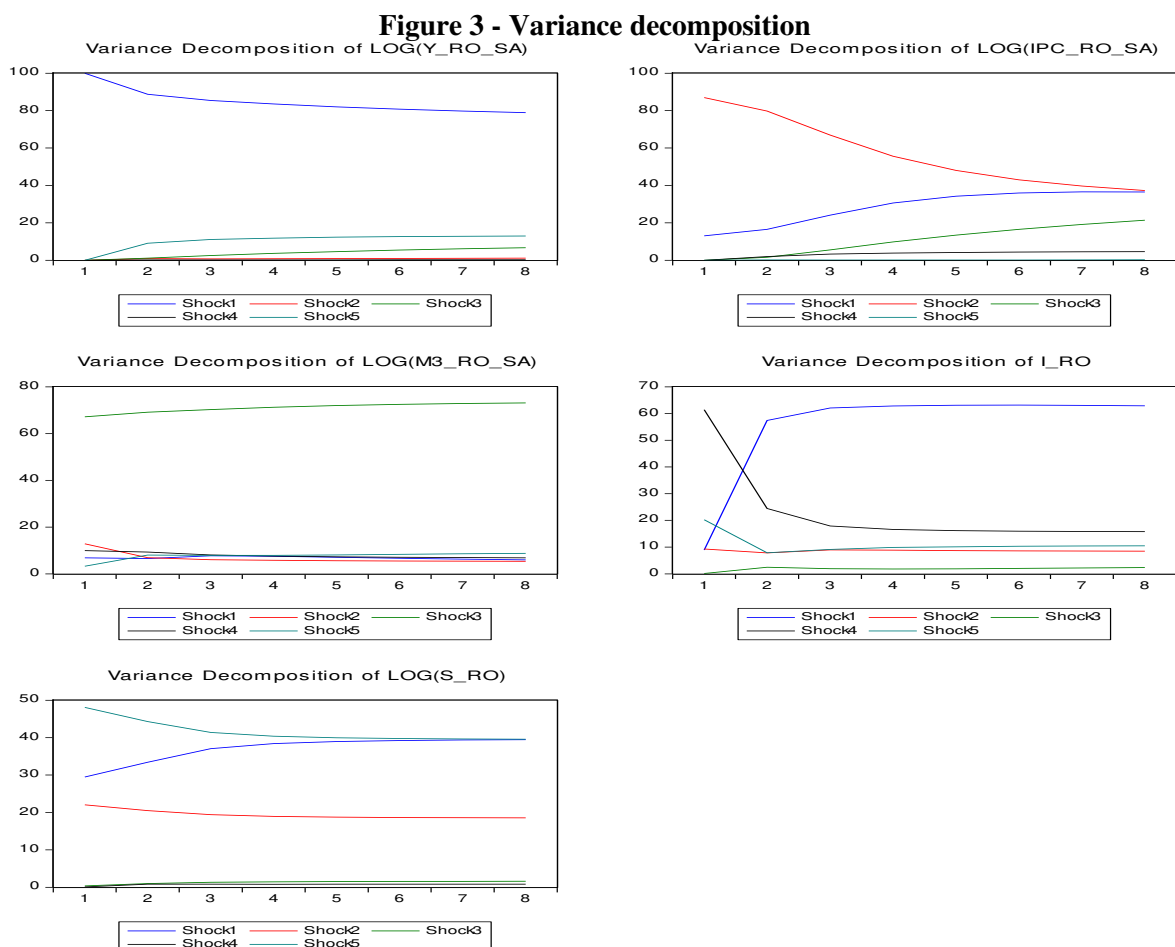 Figure 3 - Variance decomposition
Variance Decomposition of LOG(Y_RO_SA)
100
80
60
40
20
0
1 2 3 4 5 6 7 8
Shock1 Shock2 Shock3
Shock4 Shock5
Variance Decomposition of LOG(IPC_RO_SA)
100
80
60
40
20
0
1 2 3 4 5 6 7 8
Shock1 Shock2 Shock3
Shock4 Shock5
Variance Decomposition of LOG(M3_RO_SA)
80
60
40
20
0
1 2 3 4 5 6 7 8
Shock1 Shock2 Shock3
Shock4 Shock5
Variance Decomposition of I_RO
70
60
50
40
30
20
10
0
1 2 3 4 5 6 7 8
Shock1 Shock2 Shock3
Shock4 Shock5
Variance Decomposition of LOG(S_RO)
50
40
30
20
10
0
1 2 3 4 5 6 7 8
Shock1 Shock2 Shock3
Shock4 Shock5